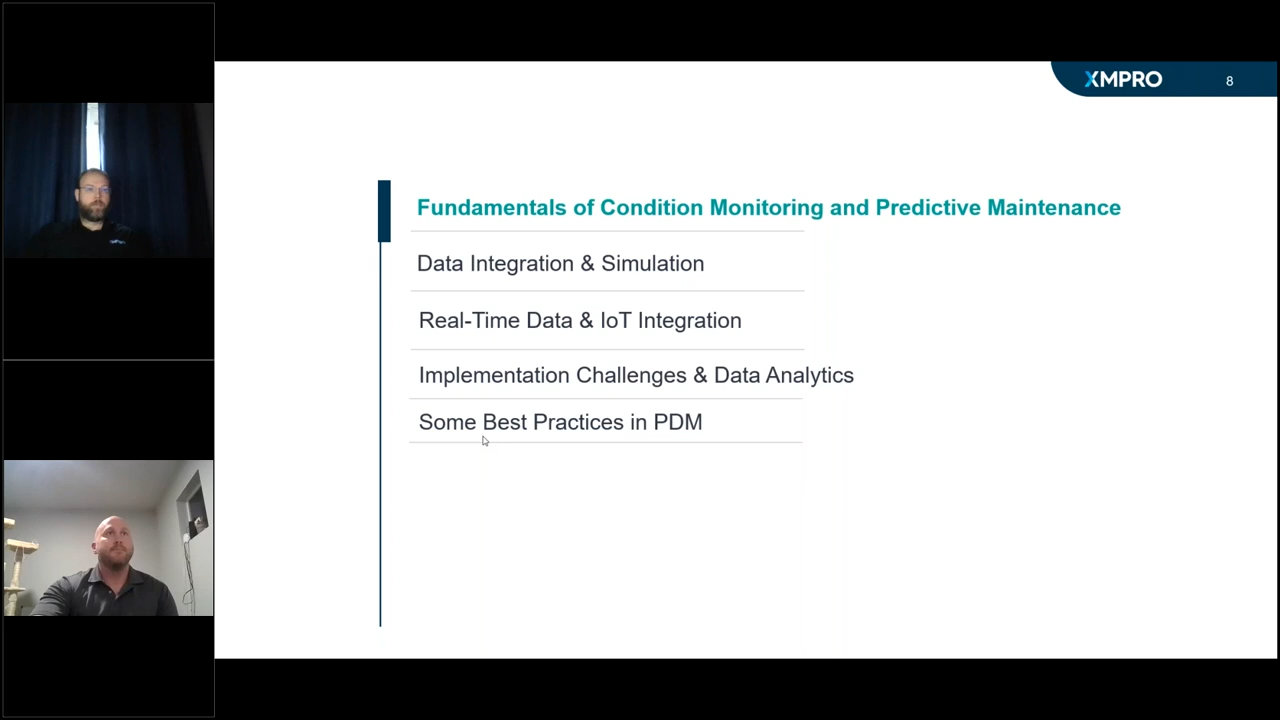 XMPRO
8
Fundamentals of Condition Monitoring and Predictive Maintenance
Data Integration & Simulation
Real-Time Data & IoT Integration
Implementation Challenges & Data Analytics
Some Best Practices in PDM